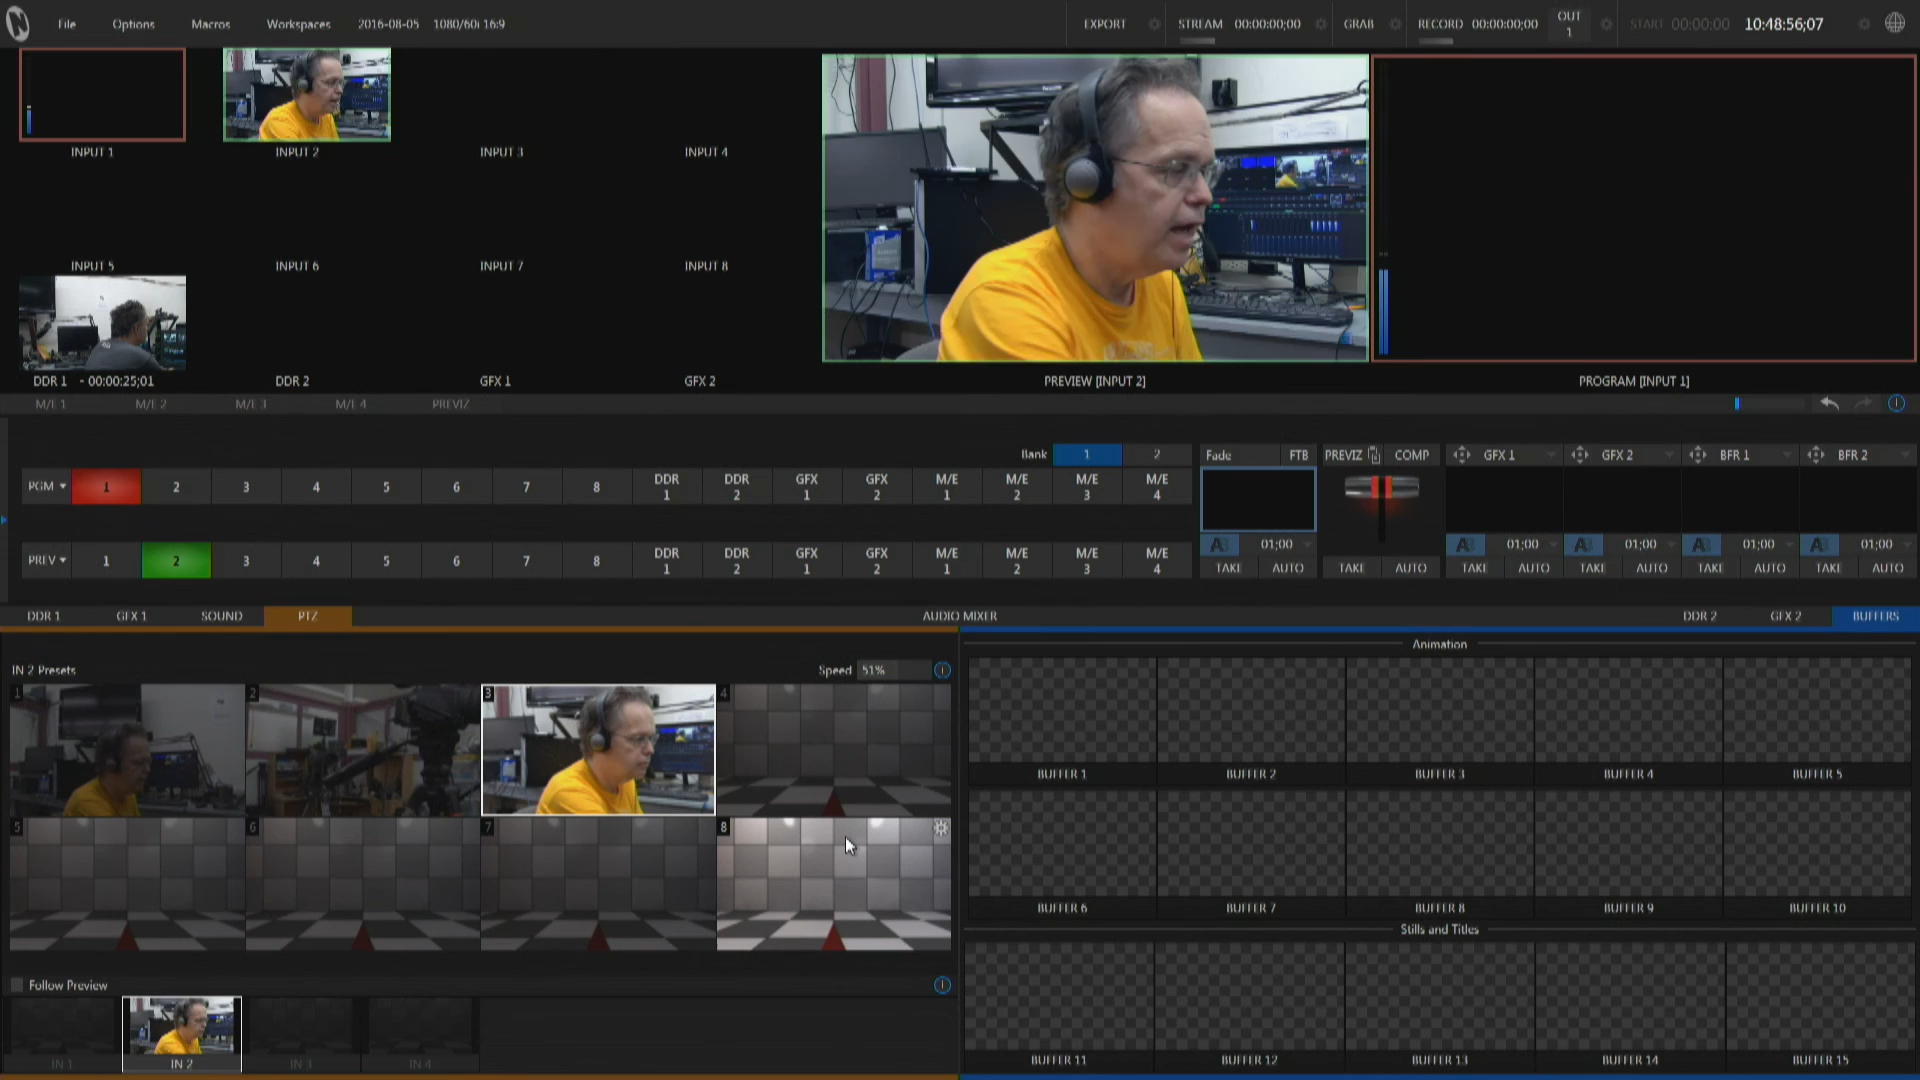 File Options Macros Workspaces 2016-08-05 1080/60i 16:9 EXPORT STREAM 00:00:00;00 GRAB RECORD 00:00:00;00 OUT 1 START 00:00:00 10:48:56;07
INPUT 1 INPUT 2 INPUT 3 INPUT 4
INPUT 5 INPUT 6 INPUT 7 INPUT 8
DDR 1 - 00:00:25;01 DDR 2 GFX 1 GFX 2 PREVIEW [INPUT 2] PROGRAM [INPUT 1]
M/E 1 M/E 2 M/E 3 M/E 4 PREVIZ
Bank 1 2 Fade FTB PREVIZ COMP GFX 1 GFX 2 BFR 1 BFR 2
PGM 1 2 3 4 5 6 7 8 DDR 1 DDR 2 GFX 1 GFX 2 M/E 1 M/E 2 M/E 3 M/E 4
01;00 01;00 01;00 01;00 01;00
PREV 1 2 3 4 5 6 7 8 DDR 1 DDR 2 GFX 1 GFX 2 M/E 1 M/E 2 M/E 3 M/E 4
TAKE AUTO TAKE AUTO TAKE AUTO TAKE AUTO TAKE AUTO TAKE AUTO
DDR 1 GFX 1 SOUND PTZ AUDIO MIXER DDR 2 GFX 2 BUFFERS
Animation
IN 2 Presets Speed 51%
1 2 3 4
BUFFER 1 BUFFER 2 BUFFER 3 BUFFER 4 BUFFER 5
5 6 7 8
BUFFER 6 BUFFER 7 BUFFER 8 BUFFER 9 BUFFER 10
Stills and Titles
Follow Preview
IN 1 IN 2 IN 3 IN 4
BUFFER 11 BUFFER 12 BUFFER 13 BUFFER 14 BUFFER 15